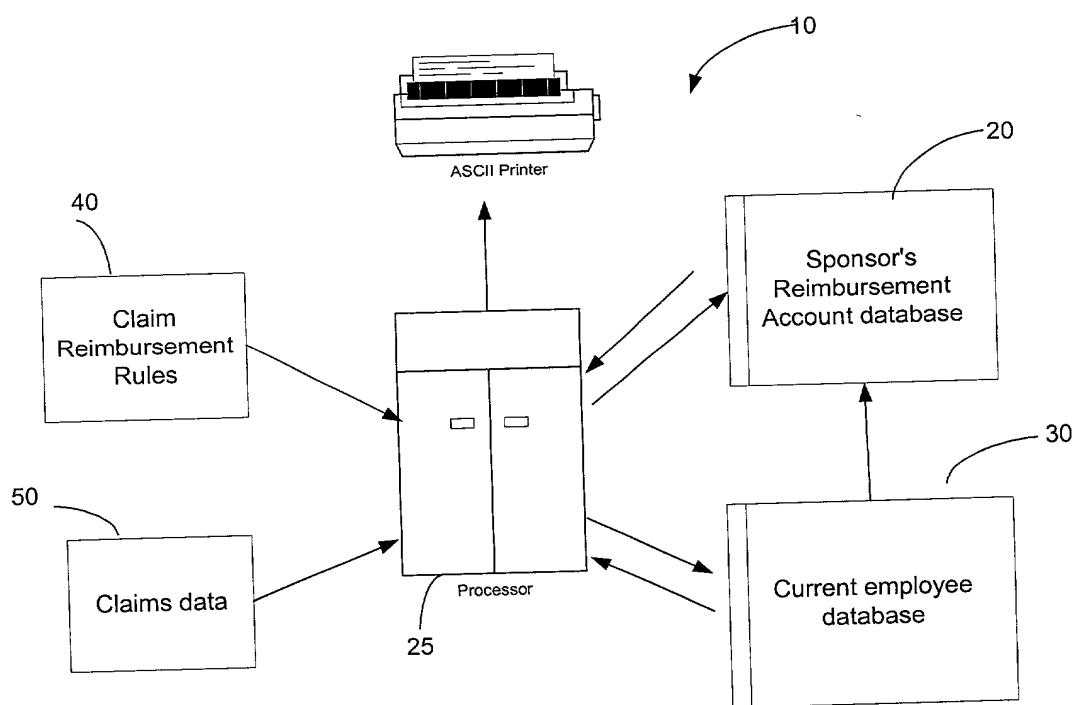 10
ASCII Printer
20
Sponsor's
Reimbursement
Account database
40
Claim
Reimbursement
Rules
30
50
Claims data
Processor
25
Current employee
database